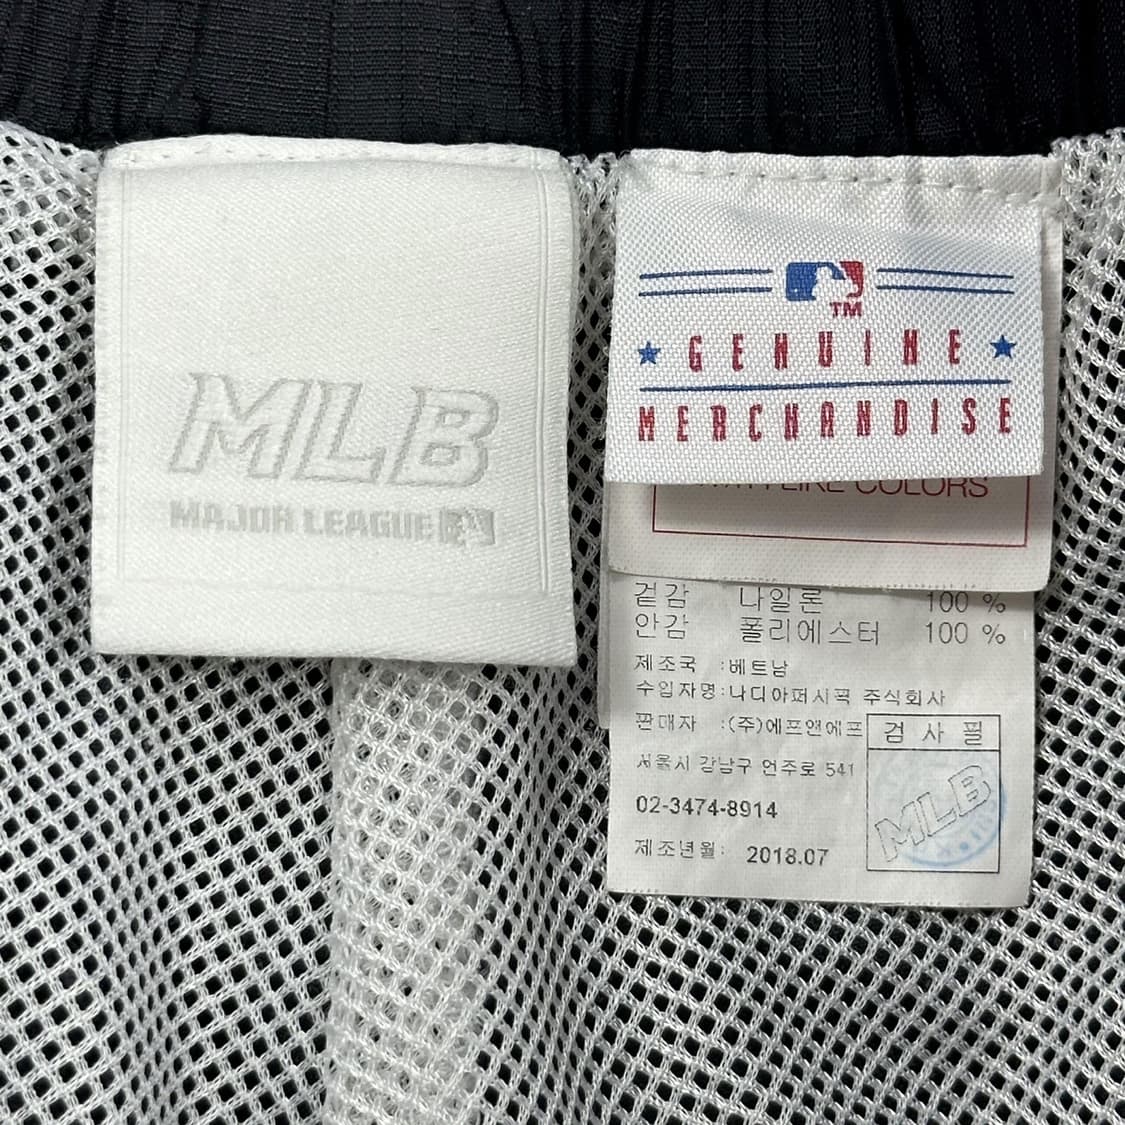 MLB
MAJOR LEAGUE
TM
GENUINE
MERCHANDISE
LIKE COLORS
겉감 나일론 100 %
안감 폴리에스터 100 %
제조국 :베트남
수입자명:나디아퍼시픽 주식회사
판매자 :(주)에프앤에프
서울시 강남구 언주로 541
02-3474-8914
제조년월: 2018.07
검사필
MLB